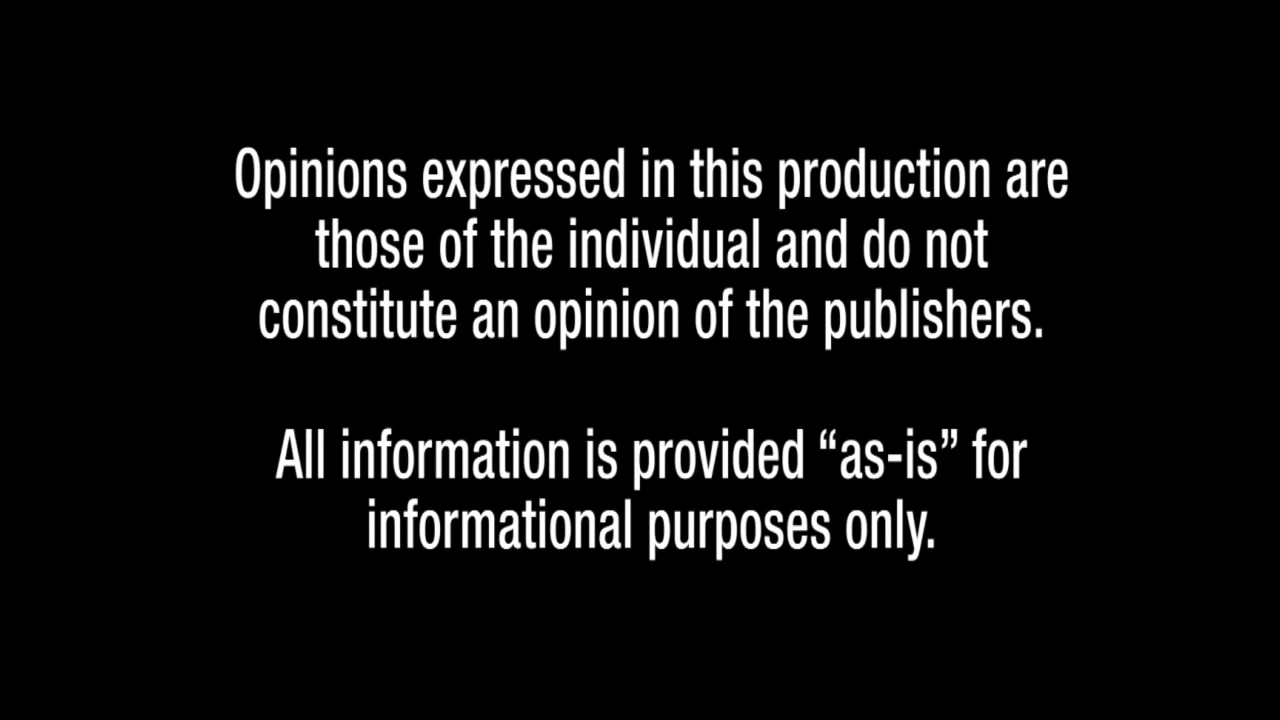 Opinions expressed in this production are
those of the individual and do not
constitute an opinion of the publishers.
All information is provided “as-is” for
informational purposes only.